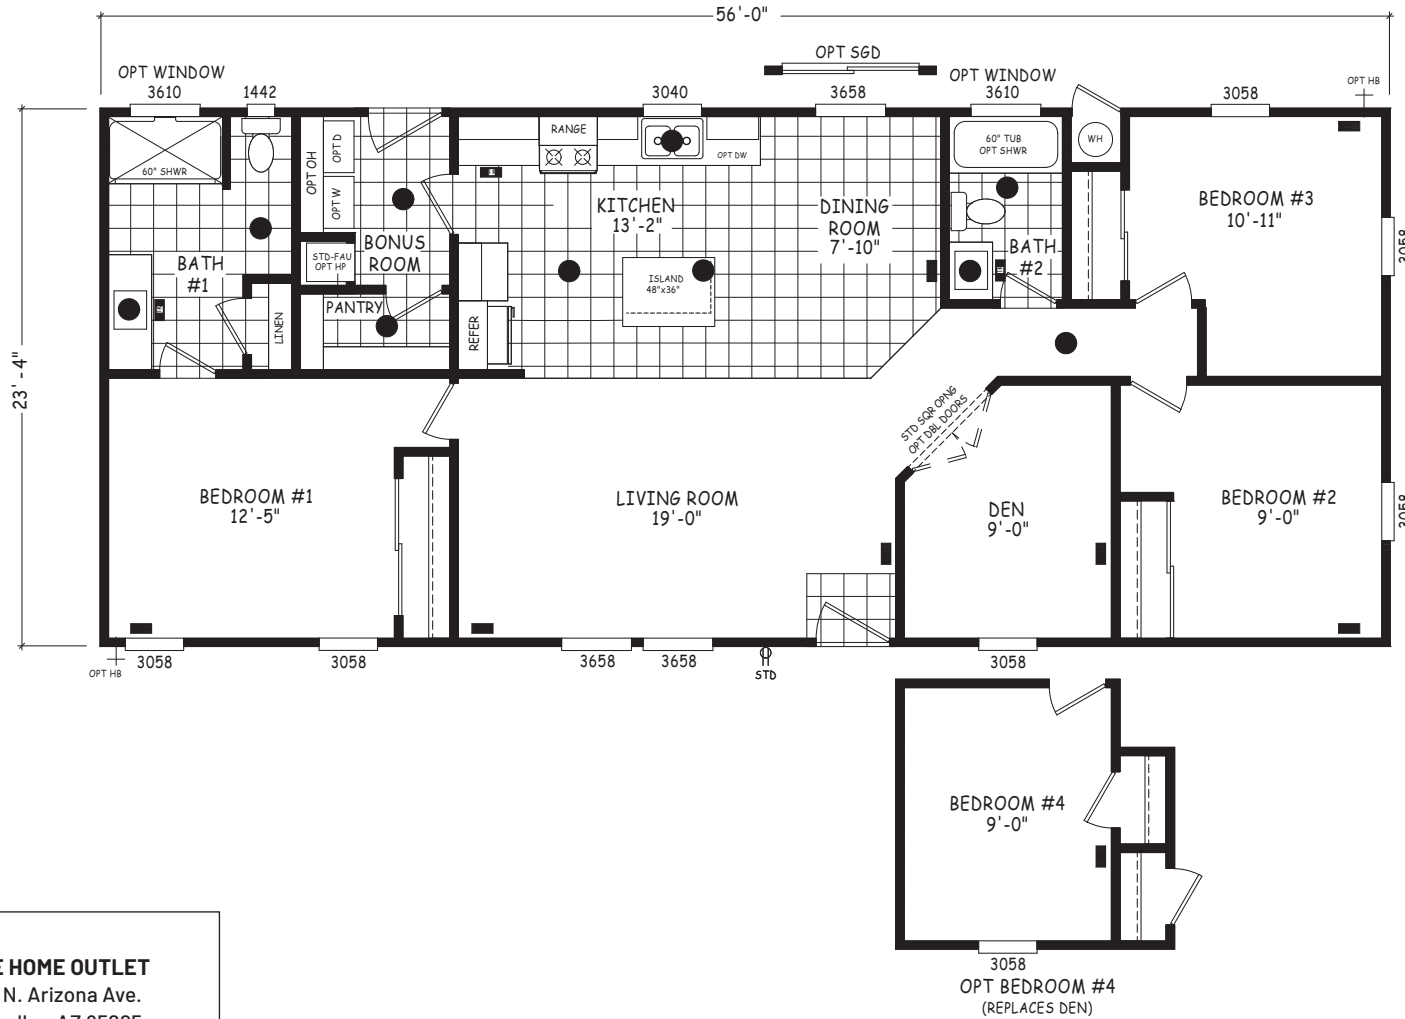 56'-0"
OPT SGD
OPT WINDOW
3610
1442
3040
3658
OPT WINDOW
3610
3058
OPT HB
60" SHWR
OPT OH
OPT D
OPT W
RANGE
OPT DW
60" TUB
OPT SHWR
WH
BEDROOM #3
10'-11"
KITCHEN
13'-2"
DINING
ROOM
7'-10"
3058
BATH
#1
BONUS
ROOM
STD-FAU
OPT HP
BATH
#2
ISLAND
48"x36"
PANTRY
LINEN
REFER
23'-4"
STD SQR OPNG
OPT DBL DOORS
BEDROOM #1
12'-5"
LIVING ROOM
19'-0"
DEN
9'-0"
BEDROOM #2
9'-0"
3058
3058
3058
3658
3658
3058
OPT HB
STD
BEDROOM #4
9'-0"
3058
OPT BEDROOM #4
(REPLACES DEN)
HOME OUTLET
N. Arizona Ave.